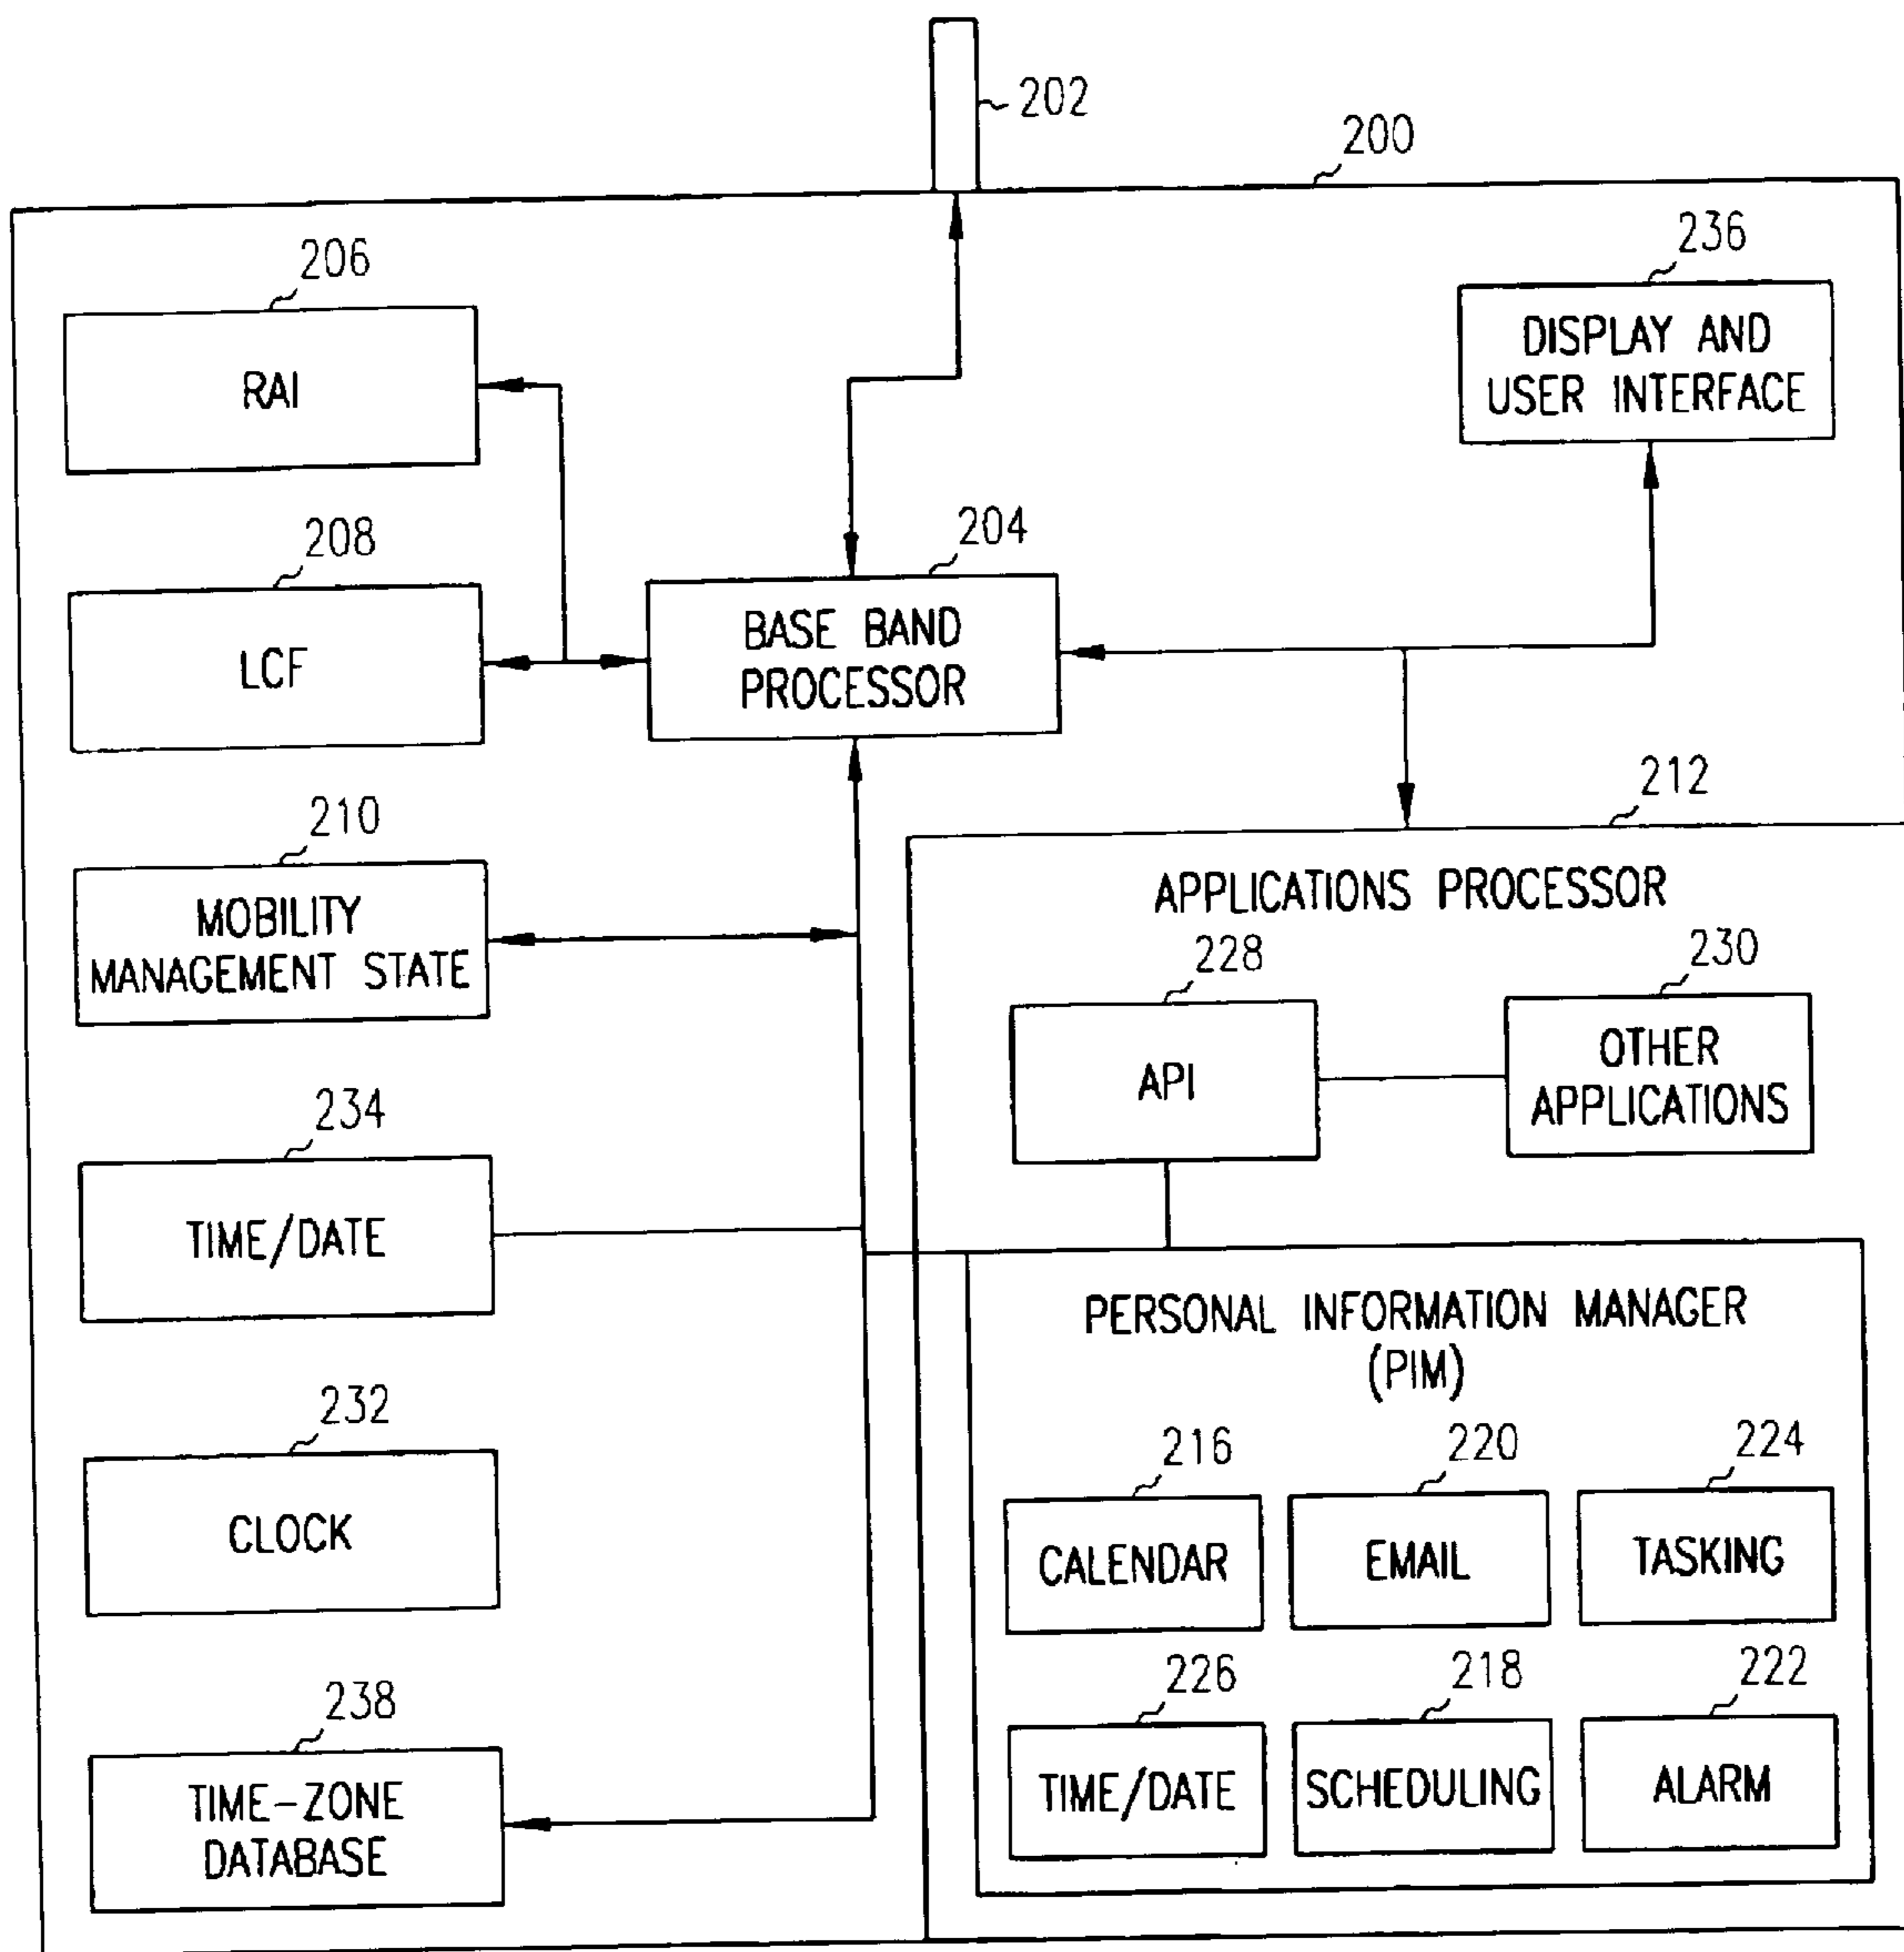 202
200
206
RAI
236
DISPLAY AND
USER INTERFACE
208
LCF
204
BASE BAND
PROCESSOR
210
MOBILITY
MANAGEMENT STATE
212
APPLICATIONS PROCESSOR
228
API
230
OTHER
APPLICATIONS
234
TIME/DATE
PERSONAL INFORMATION MANAGER
(PIM)
232
CLOCK
216
CALENDAR
220
EMAIL
224
TASKING
238
TIME-ZONE
DATABASE
226
TIME/DATE
218
SCHEDULING
222
ALARM